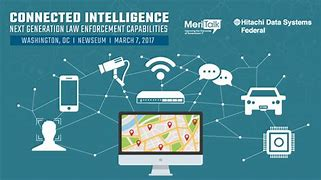 CONNECTED INTELLIGENCE
NEXT GENERATION LAW ENFORCEMENT CAPABILITIES
WASHINGTON, DC | NEWSEUM | MARCH 7, 2017
MeriTalk
Hitachi Data Systems
Federal